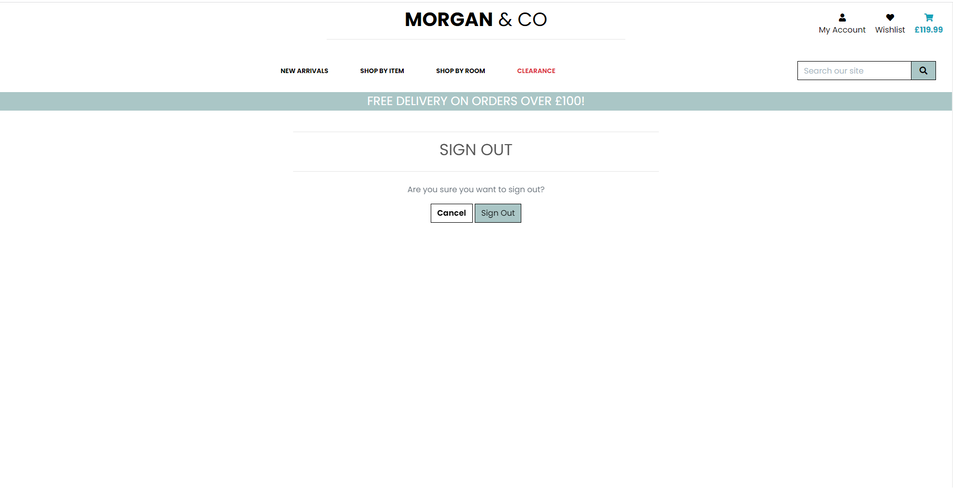 MORGAN & CO
My Account
Wishlist
£119.99
NEW ARRIVALS
SHOP BY ITEM
SHOP BY ROOM
CLEARANCE
Search our site
FREE DELIVERY ON ORDERS OVER £100!
SIGN OUT
Are you sure you want to sign out?
Cancel
Sign Out